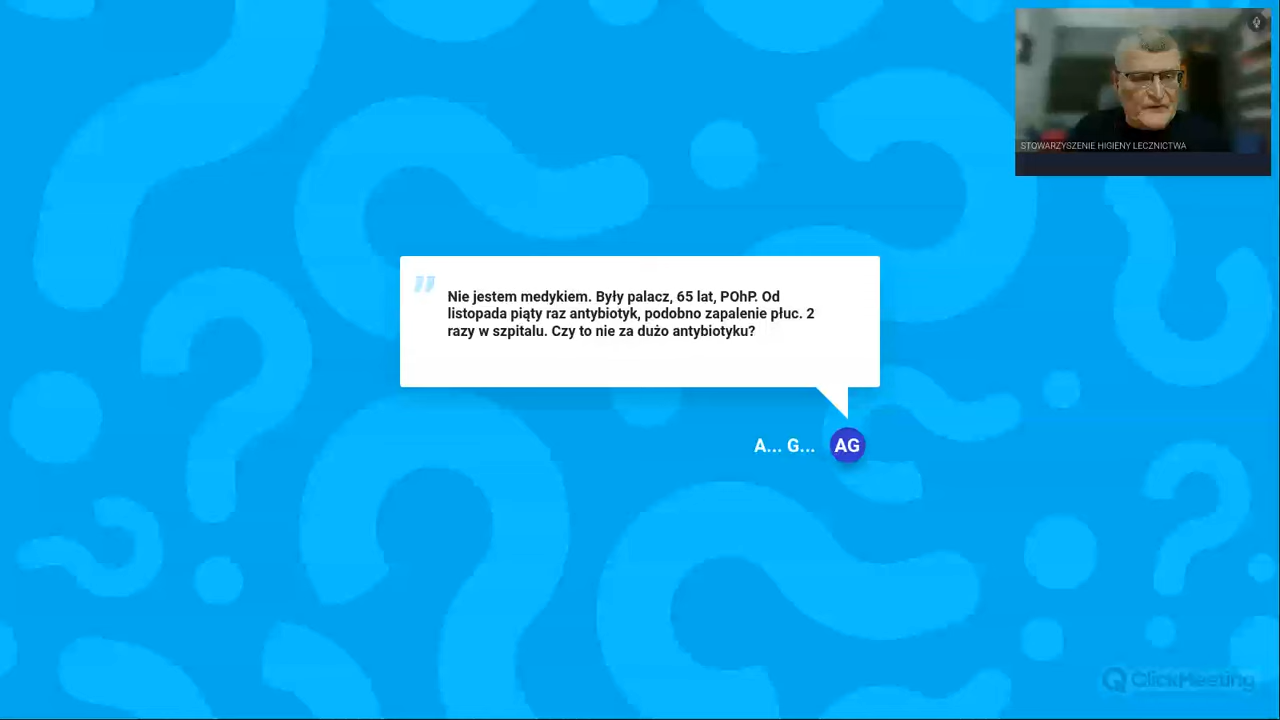 STOWARZYSZENIE HIGIENY LECZNICTWA
Nie jestem medykiem. Były palacz, 65 lat, POhP. Od
listopada piąty raz antybiotyk, podobno zapalenie płuc. 2
razy w szpitalu. Czy to nie za dużo antybiotyku?
A... G... AG
ClickMeeting